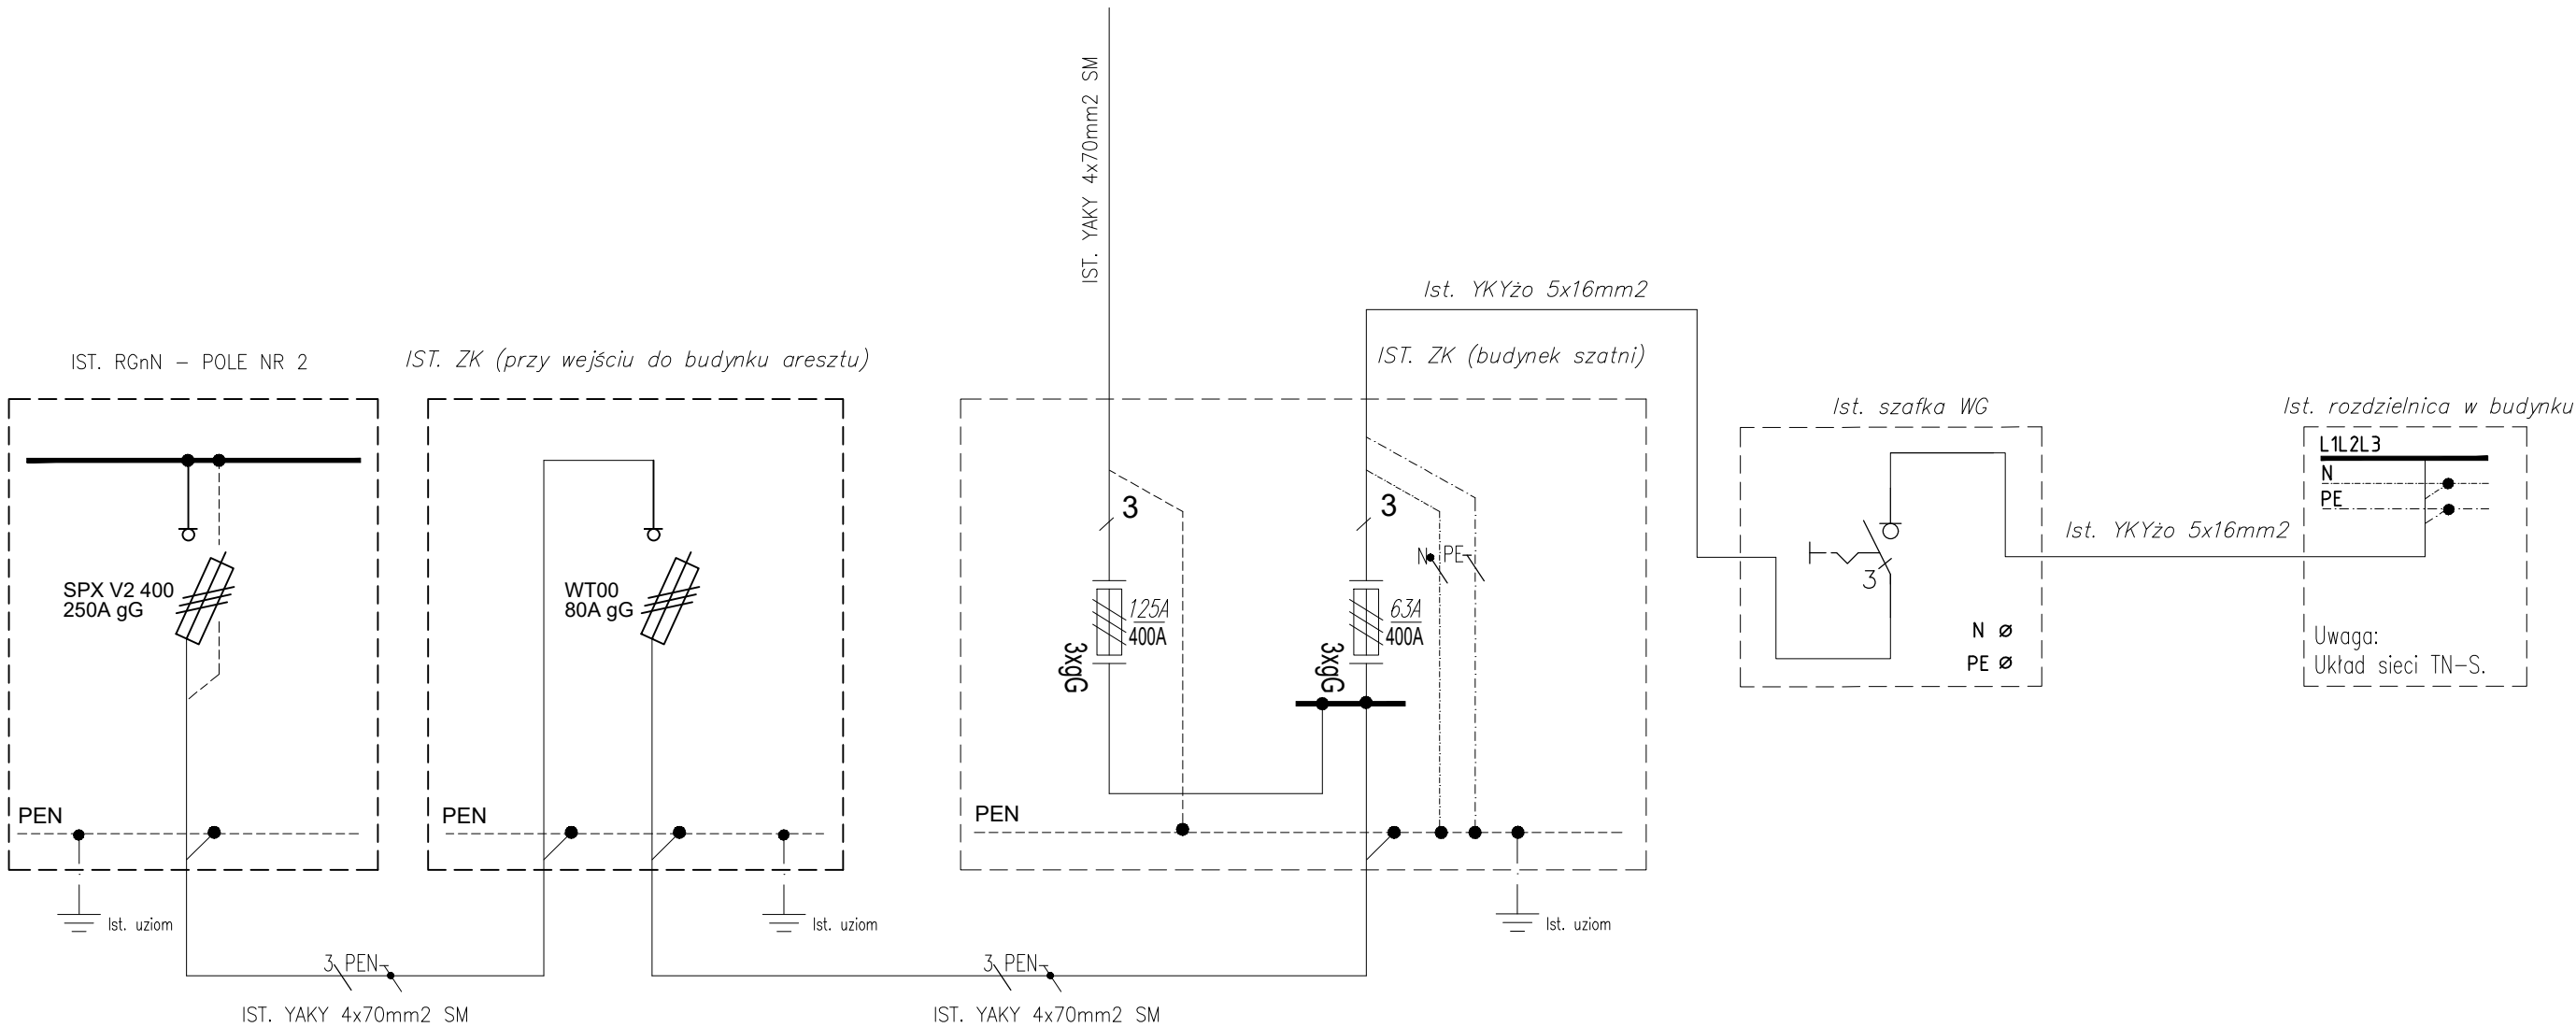 IST. YAKY 4x70mm2 SM
Ist. YKYżo 5x16mm2
IST. RGnN – POLE NR 2
IST. ZK (przy wejściu do budynku aresztu)
IST. ZK (budynek szatni)
Ist. szafka WG
Ist. rozdzielnica w budynku
L1L2L3
N
PE
3
3
Ist. YKYżo 5x16mm2
N
PE
3
SPX V2 400
250A gG
WT00
80A gG
125A
400A
3xgG
63A
400A
3xgG
N
PE
Uwaga:
Układ sieci TN-S.
PEN
PEN
PEN
Ist. uziom
Ist. uziom
Ist. uziom
3 PEN
3 PEN
IST. YAKY 4x70mm2 SM
IST. YAKY 4x70mm2 SM